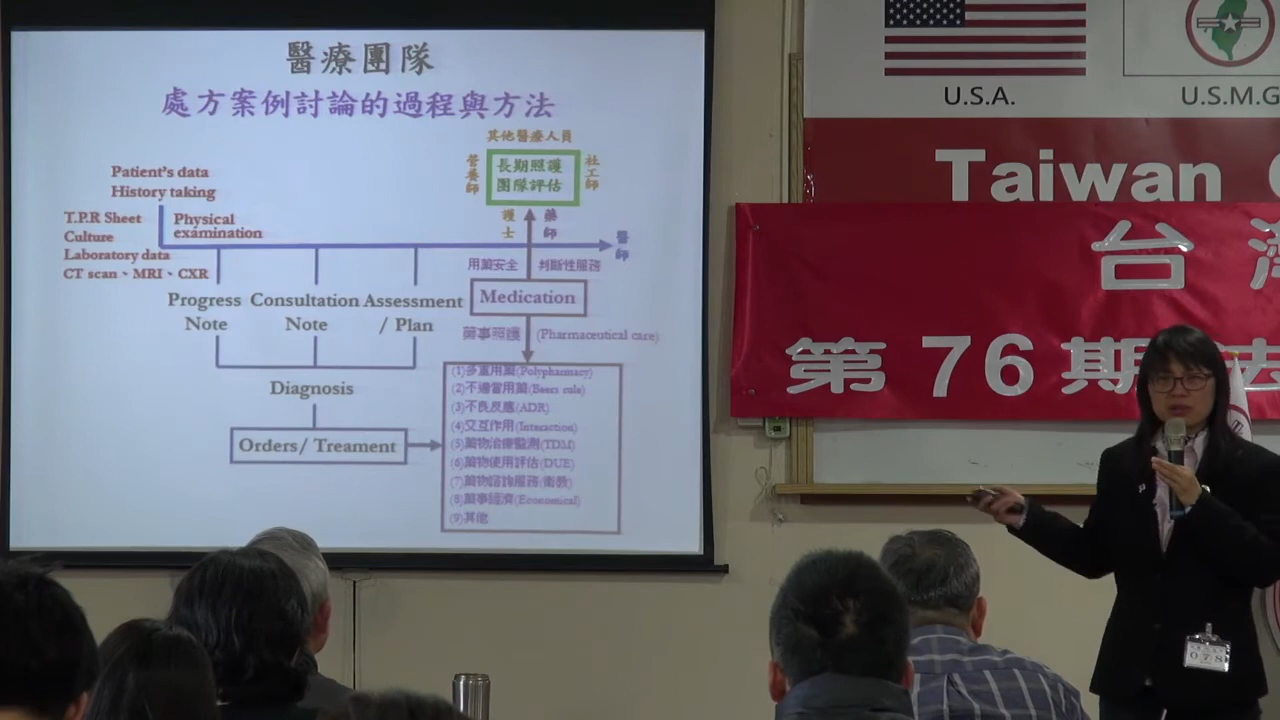 醫療團隊
處方案例討論的過程與方法
其他醫療人員
營養師
長期照護
團隊評估
社工師
護士
藥師
醫師
Patient's data
History taking
T.P.R Sheet
Culture
Laboratory data
CT scan、MRI、CXR
Physical
examination
用藥安全
判斷性服務
Progress
Note
Consultation
Note
Assessment
/ Plan
Medication
藥事照護
(Pharmaceutical care)
Diagnosis
Orders/ Treament
(1)多重用藥(Polypharmacy)
(2)不適當用藥(Beers rule)
(3)不良反應(ADR)
(4)交互作用(Interaction)
(5)藥物治療監測(TDM)
(6)藥物使用評估(DUE)
(7)藥物諮詢服務(衛教)
(8)藥事經濟(Economical)
(9)其他
U.S.A.
U.S.M.G
Taiwan
台
第 76 期
078